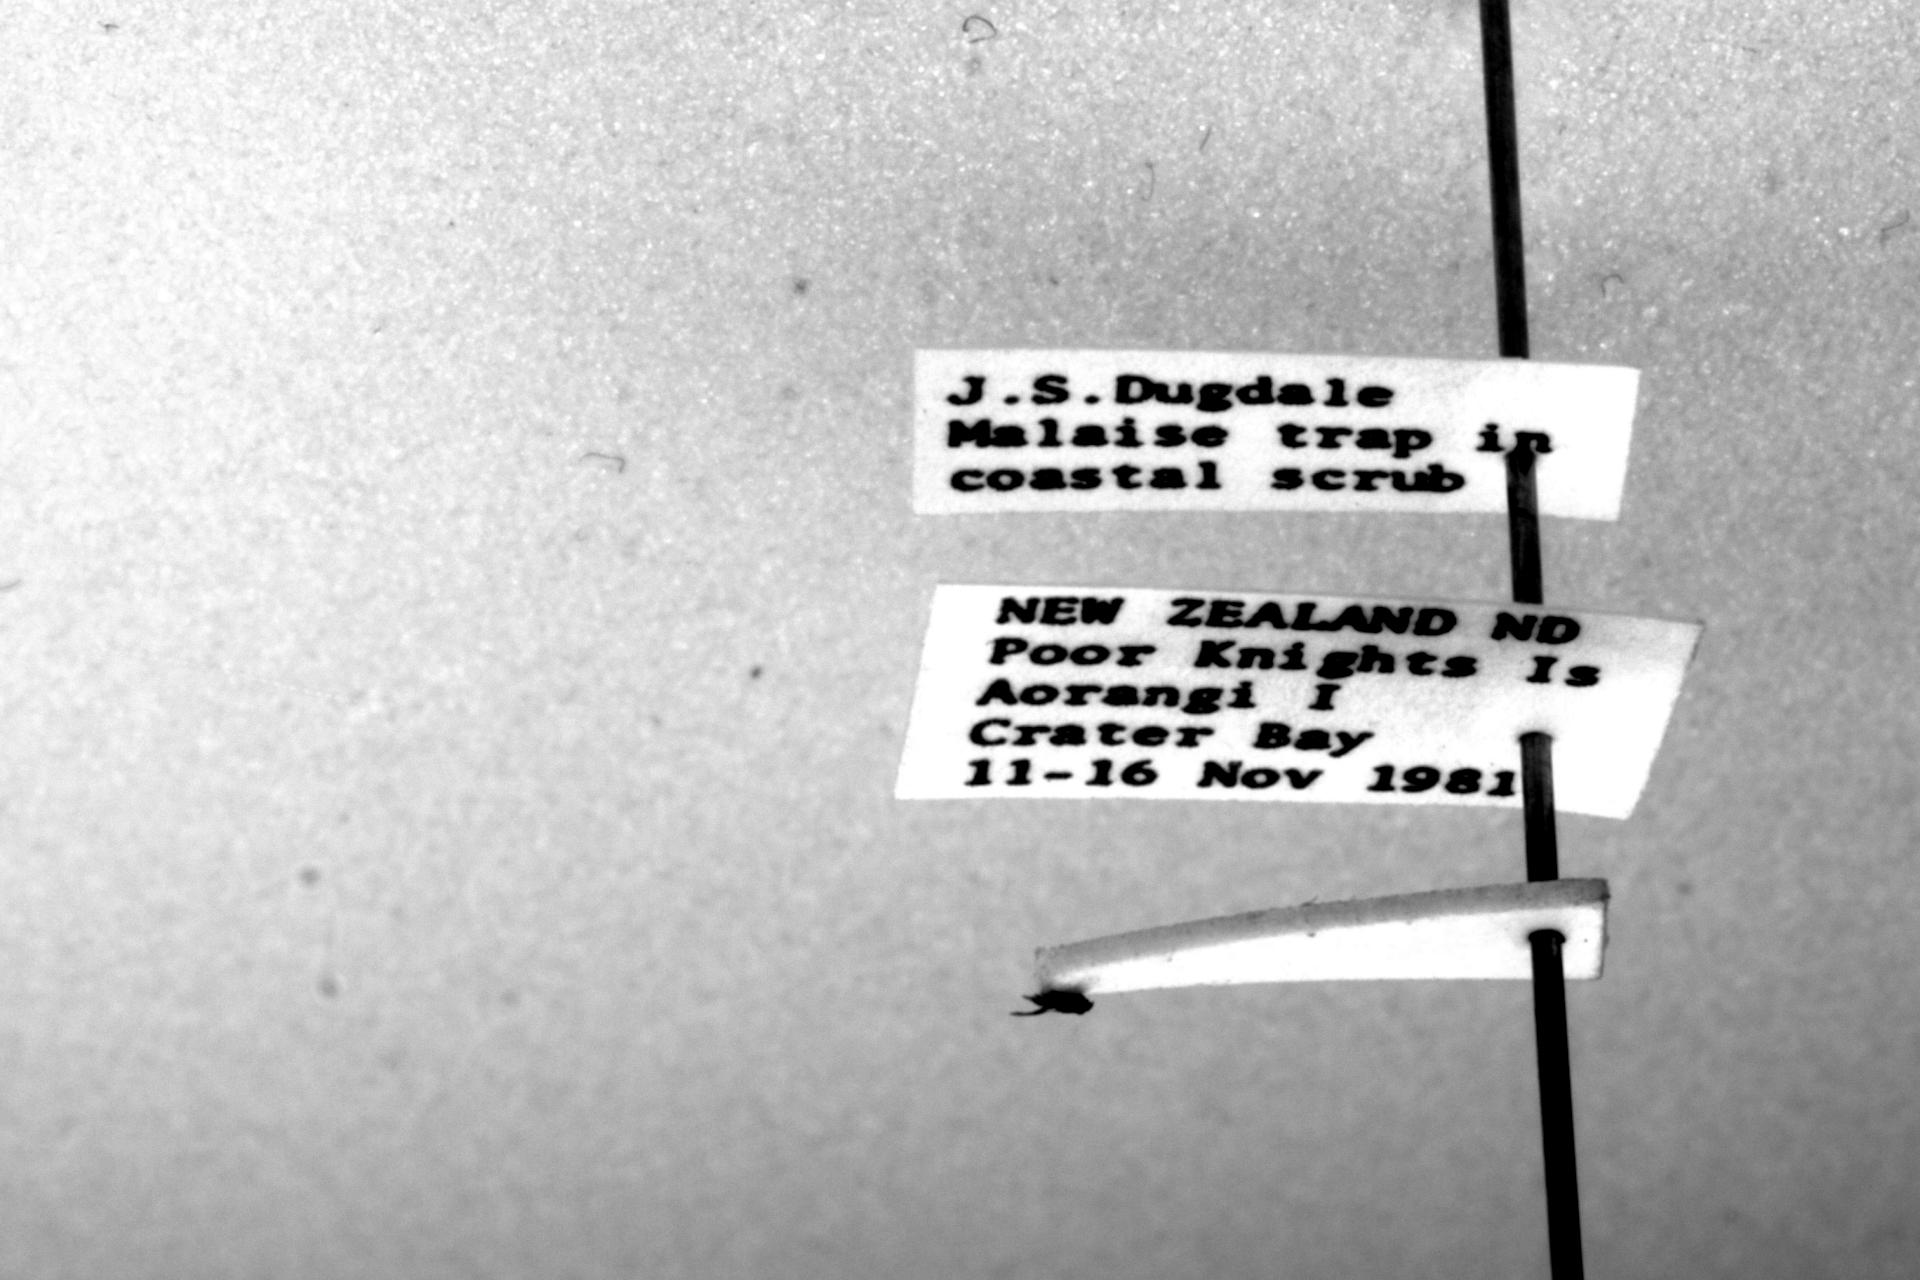 J.S.Dugdale
Malaise trap in
coastal scrub
NEW ZEALAND ND
Poor Knights Is
Aorangi I
Crater Bay
11-16 Nov 1981